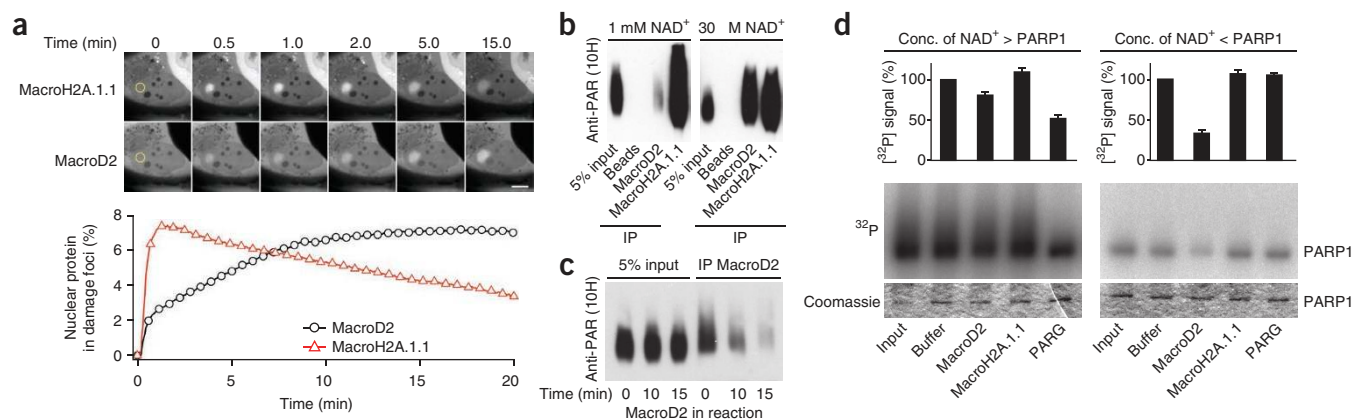 a
Time (min) 0 0.5 1.0 2.0 5.0 15.0
MacroH2A.1.1
MacroD2
Nuclear protein
in damage foci (%)
8
6
4
2
0
MacroD2
MacroH2A.1.1
0 5 10 15 20
Time (min)
b
1 mM NAD+ 30 M NAD+
Anti-PAR (10H)
5% input
Beads
MacroD2
MacroH2A.1.1
5% input
Beads
MacroD2
MacroH2A.1.1
IP IP
c
5% input IP MacroD2
Anti-PAR (10H)
Time (min) 0 10 15 0 10 15
MacroD2 in reaction
d
Conc. of NAD+ > PARP1
[32P] signal (%)
100
50
0
32P
Coomassie
Input
Buffer
MacroD2
MacroH2A.1.1
PARG
Conc. of NAD+ < PARP1
[32P] signal (%)
100
50
0
PARP1
PARP1
Input
Buffer
MacroD2
MacroH2A.1.1
PARG